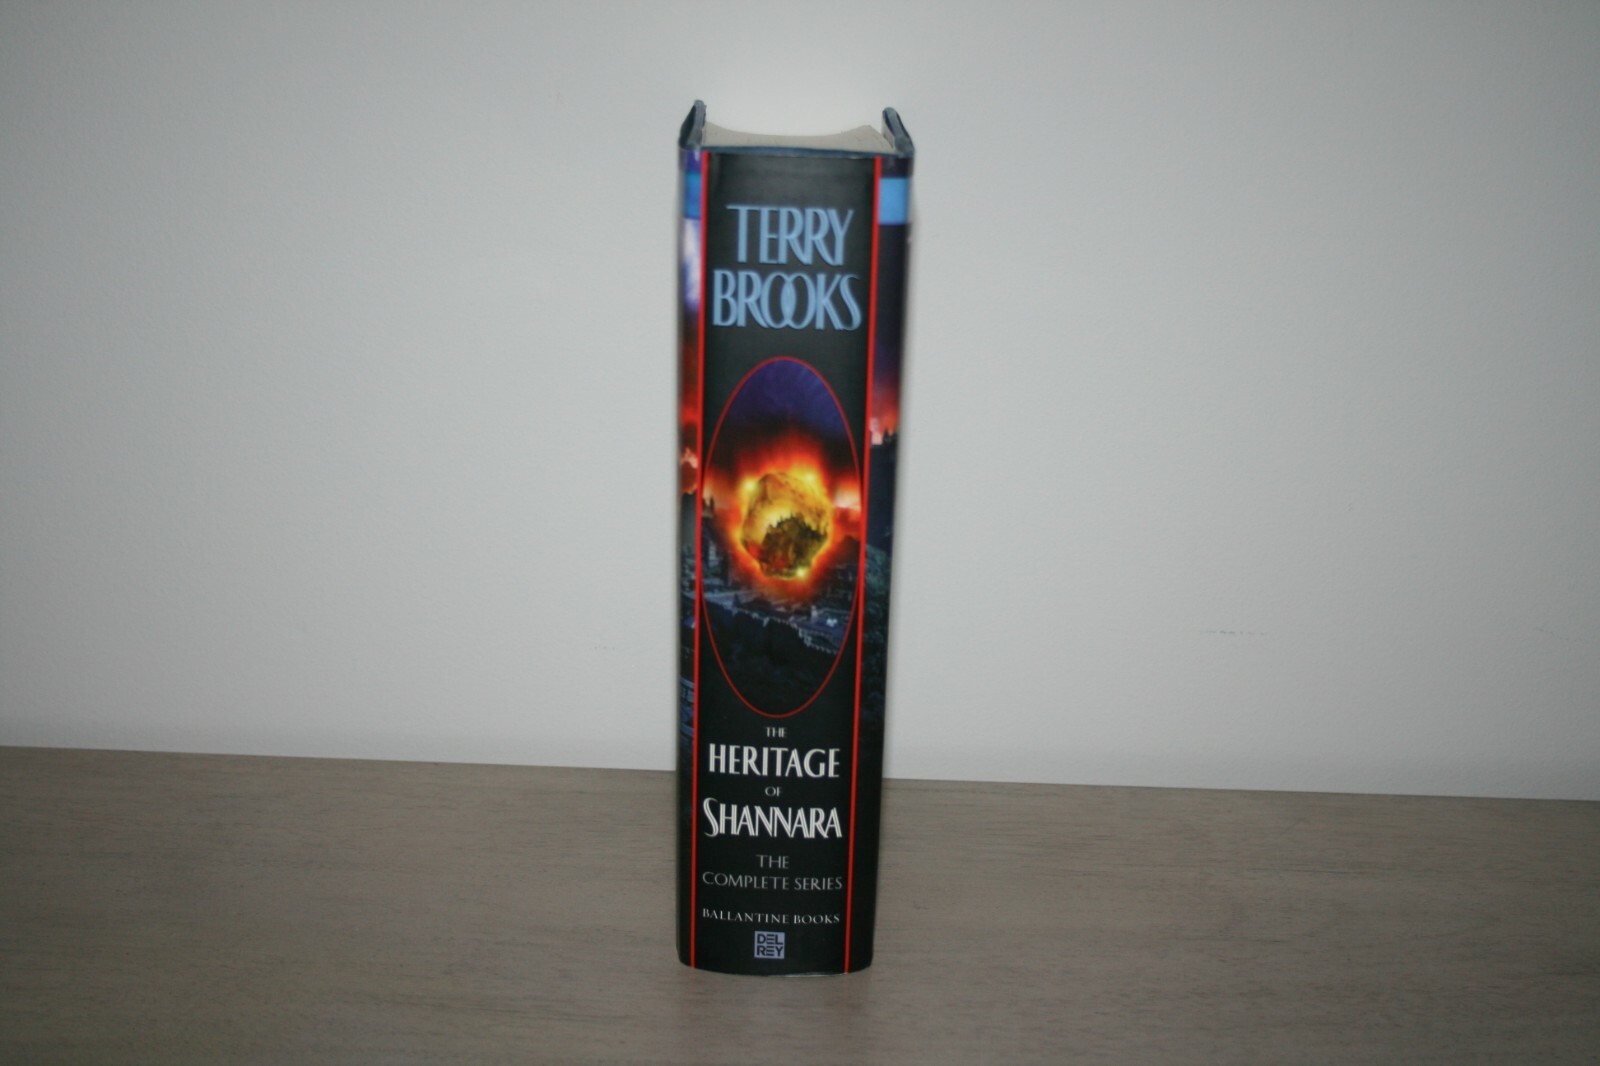 TERRY
BROOKS
THE
HERITAGE
OF
SHANNARA
THE
COMPLETE SERIES
BALLANTINE BOOKS
DEL
REY